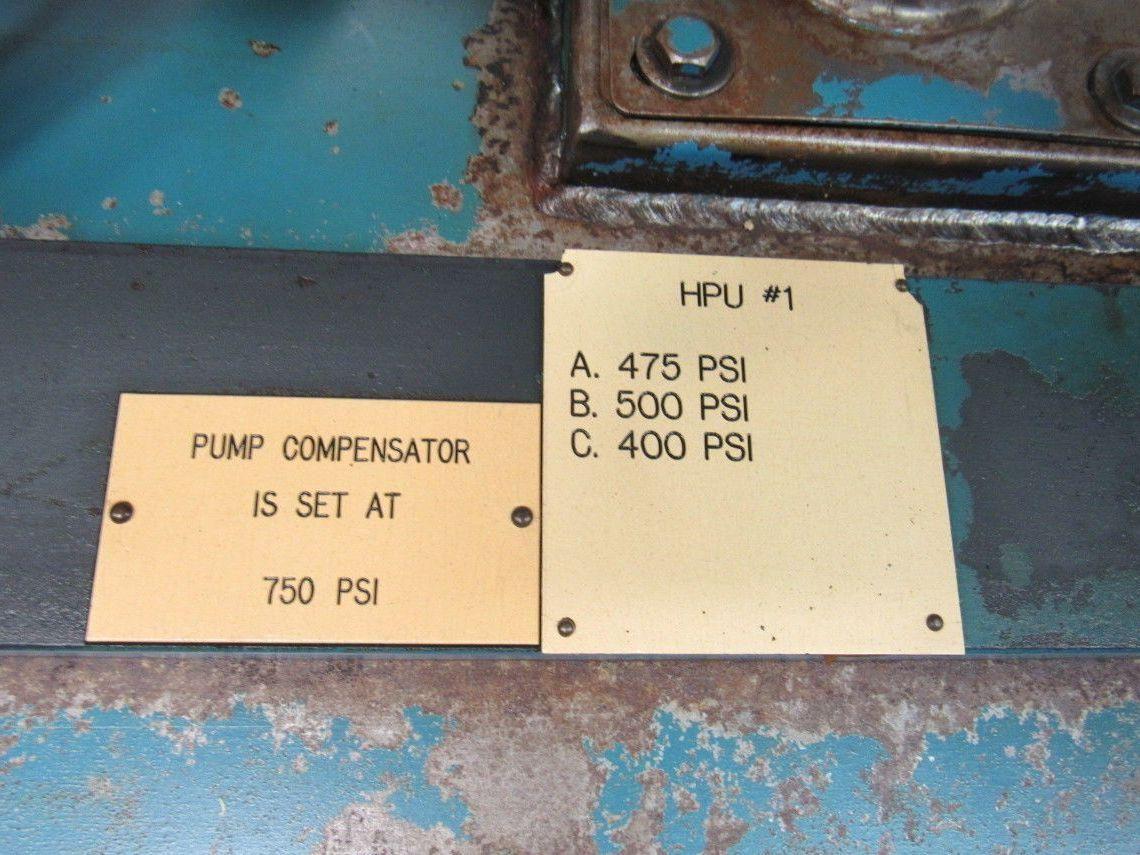 PUMP COMPENSATOR
IS SET AT
750 PSI
HPU #1
A. 475 PSI
B. 500 PSI
C. 400 PSI